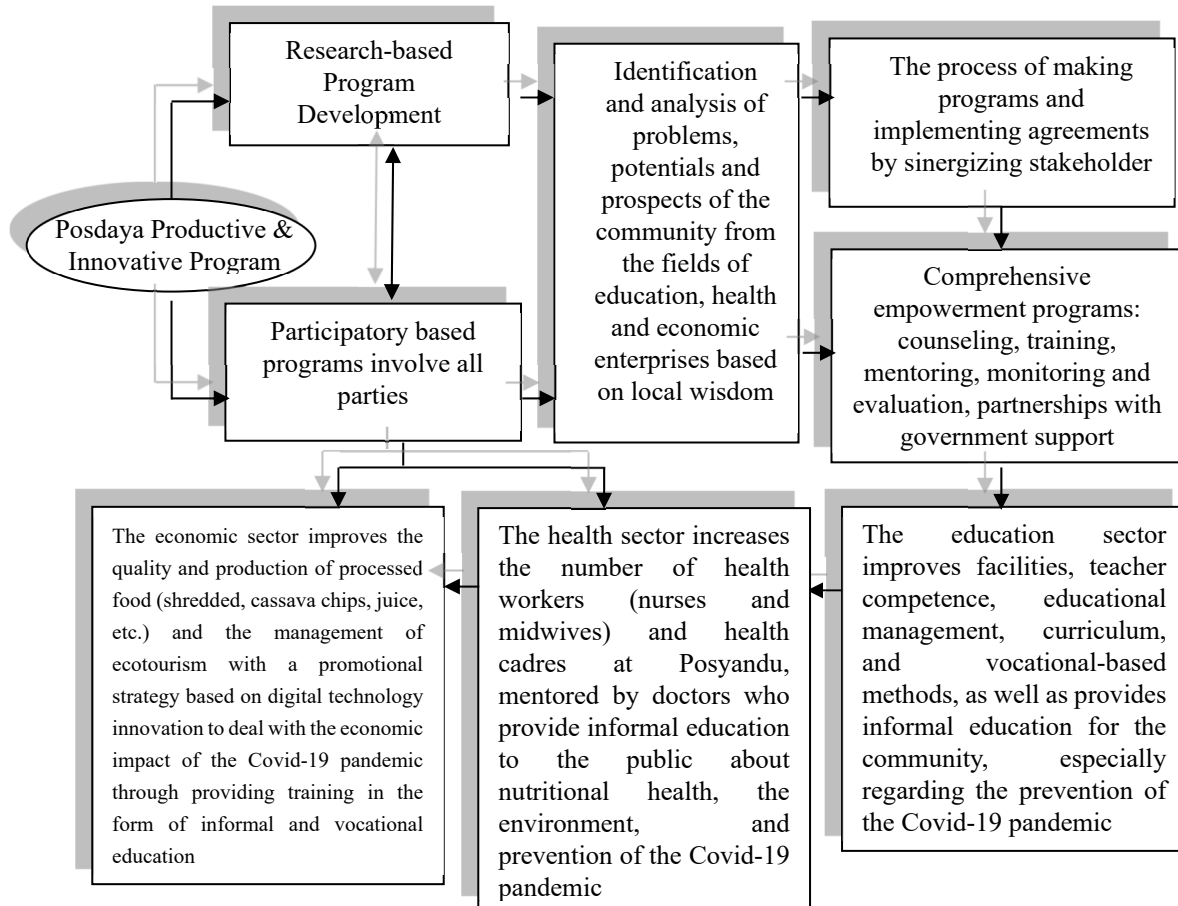 Research-based
Program
Development
Identification
and analysis of
problems,
potentials and
prospects of the
community from
the fields of
education, health
and economic
enterprises based
on local wisdom
The process of making
programs and
implementing agreements
by sinergizing stakeholder
Posdaya Productive &
Innovative Program
Participatory based
programs involve all
parties
Comprehensive
empowerment programs:
counseling, training,
mentoring, monitoring and
evaluation, partnerships with
government support
The economic sector improves the
quality and production of processed
food (shredded, cassava chips, juice,
etc.) and the management of
ecotourism with a promotional
strategy based on digital technology
innovation to deal with the economic
impact of the Covid-19 pandemic
through providing training in the
form of informal and vocational
education
The health sector increases
the number of health
workers (nurses and
midwives) and health
cadres at Posyandu,
mentored by doctors who
provide informal education
to the public about
nutritional health, the
environment, and
prevention of the Covid-19
pandemic
The education sector
improves facilities, teacher
competence, educational
management, curriculum,
and vocational-based
methods, as well as provides
informal education for the
community, especially
regarding the prevention of
the Covid-19 pandemic